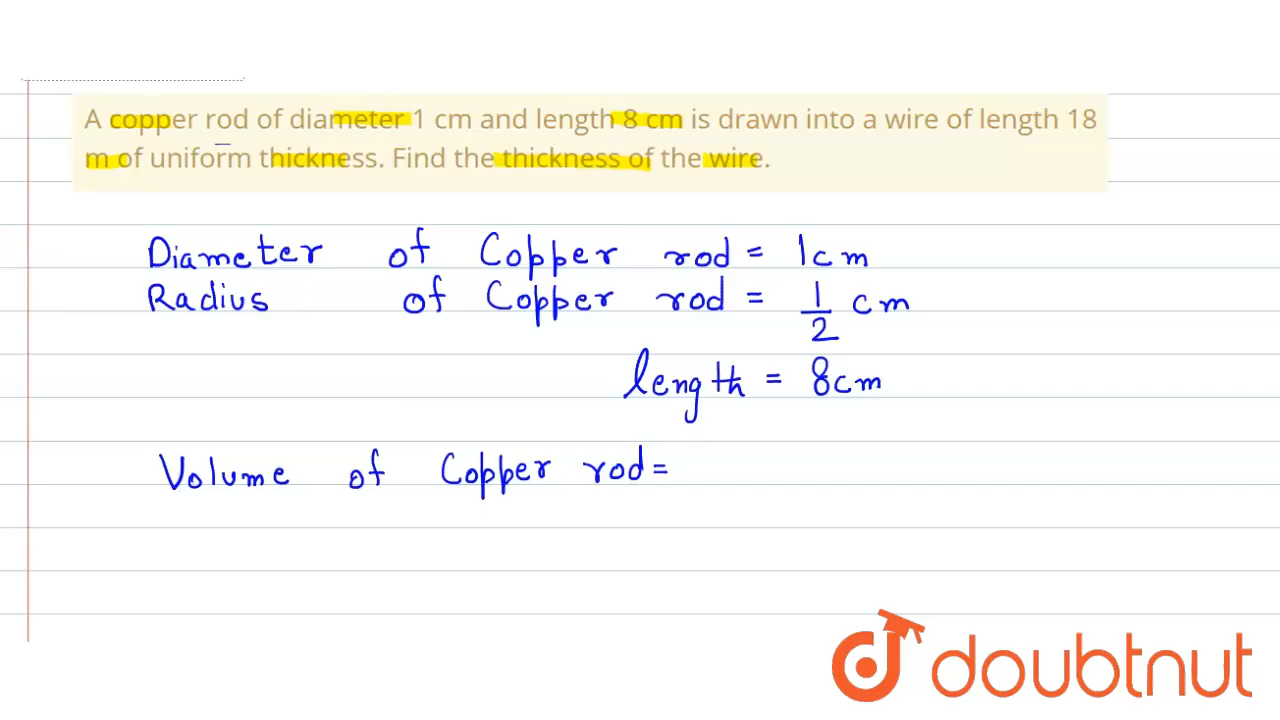 A copper rod of diameter 1 cm and length 8 cm is drawn into a wire of length 18
m of uniform thickness. Find the thickness of the wire.
Diameter of Copper rod = 1cm
Radius of Copper rod = 1/2 cm
length = 8cm
Volume of Copper rod=
doubtnut